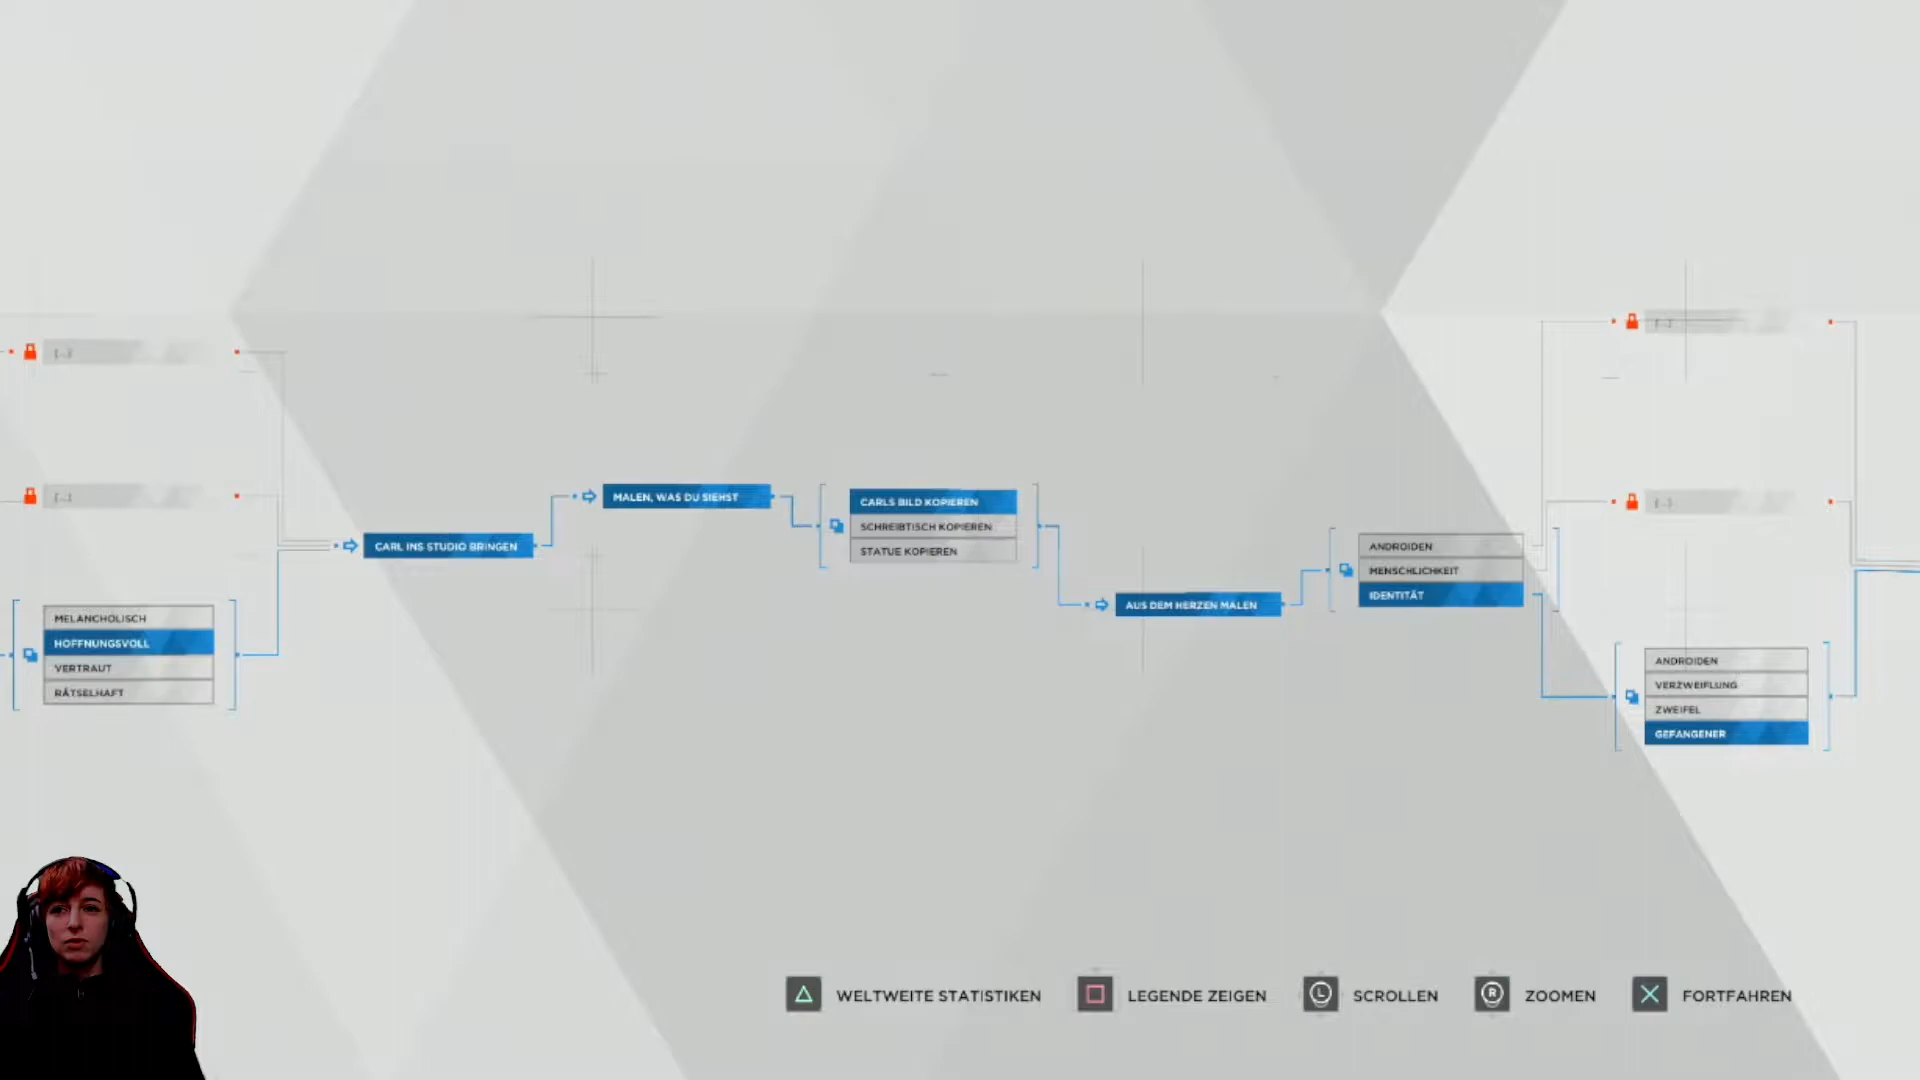 [...]
[...]
MELANCHOLISCH
HOFFNUNGSVOLL
VERTRAUT
RÄTSELHAFT
CARL INS STUDIO BRINGEN
MALEN, WAS DU SIEHST
CARLS BILD KOPIEREN
SCHREIBTISCH KOPIEREN
STATUE KOPIEREN
AUS DEM HERZEN MALEN
ANDROIDEN
MENSCHLICHKEIT
IDENTITÄT
[...]
[...]
ANDROIDEN
VERZWEIFLUNG
ZWEIFEL
GEFANGENER
WELTWEITE STATISTIKEN
LEGENDE ZEIGEN
L SCROLLEN
R ZOOMEN
FORTFAHREN